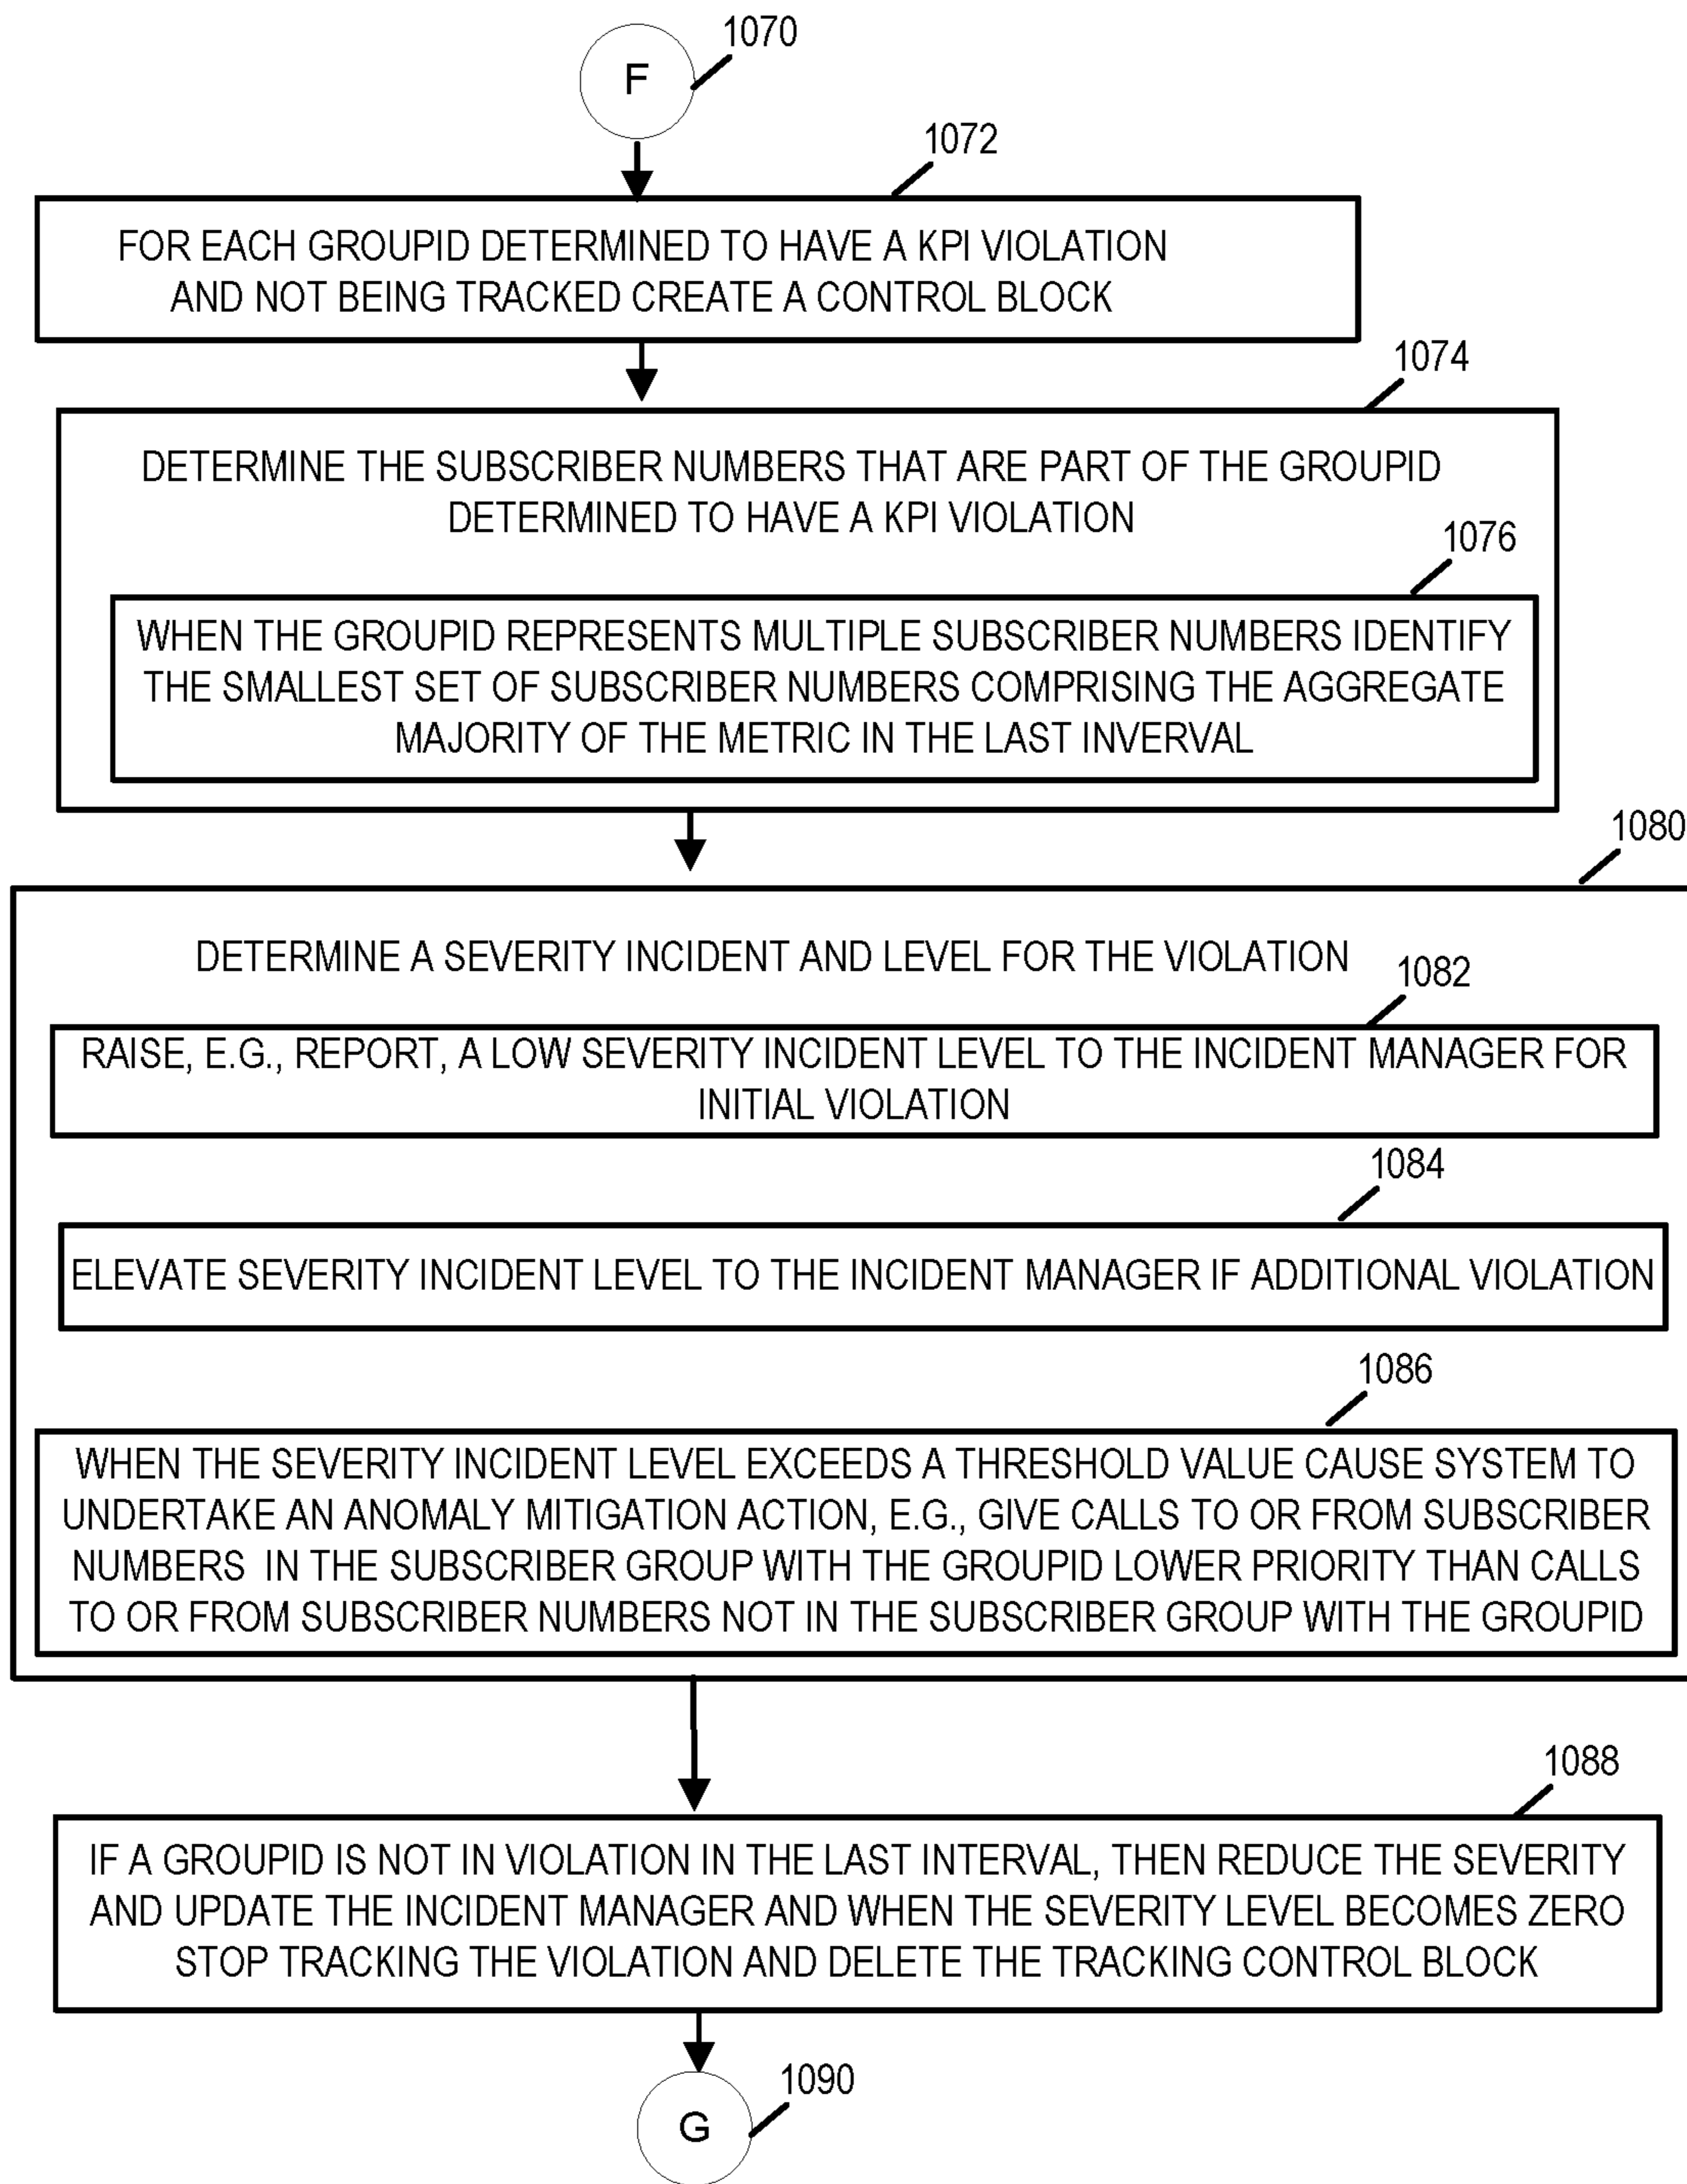 1070
F
1072
FOR EACH GROUPID DETERMINED TO HAVE A KPI VIOLATION
AND NOT BEING TRACKED CREATE A CONTROL BLOCK
1074
DETERMINE THE SUBSCRIBER NUMBERS THAT ARE PART OF THE GROUPID
DETERMINED TO HAVE A KPI VIOLATION
1076
WHEN THE GROUPID REPRESENTS MULTIPLE SUBSCRIBER NUMBERS IDENTIFY
THE SMALLEST SET OF SUBSCRIBER NUMBERS COMPRISING THE AGGREGATE
MAJORITY OF THE METRIC IN THE LAST INVERVAL
1080
DETERMINE A SEVERITY INCIDENT AND LEVEL FOR THE VIOLATION
1082
RAISE, E.G., REPORT, A LOW SEVERITY INCIDENT LEVEL TO THE INCIDENT MANAGER FOR
INITIAL VIOLATION
1084
ELEVATE SEVERITY INCIDENT LEVEL TO THE INCIDENT MANAGER IF ADDITIONAL VIOLATION
1086
WHEN THE SEVERITY INCIDENT LEVEL EXCEEDS A THRESHOLD VALUE CAUSE SYSTEM TO
UNDERTAKE AN ANOMALY MITIGATION ACTION, E.G., GIVE CALLS TO OR FROM SUBSCRIBER
NUMBERS IN THE SUBSCRIBER GROUP WITH THE GROUPID LOWER PRIORITY THAN CALLS
TO OR FROM SUBSCRIBER NUMBERS NOT IN THE SUBSCRIBER GROUP WITH THE GROUPID
1088
IF A GROUPID IS NOT IN VIOLATION IN THE LAST INTERVAL, THEN REDUCE THE SEVERITY
AND UPDATE THE INCIDENT MANAGER AND WHEN THE SEVERITY LEVEL BECOMES ZERO
STOP TRACKING THE VIOLATION AND DELETE THE TRACKING CONTROL BLOCK
1090
G